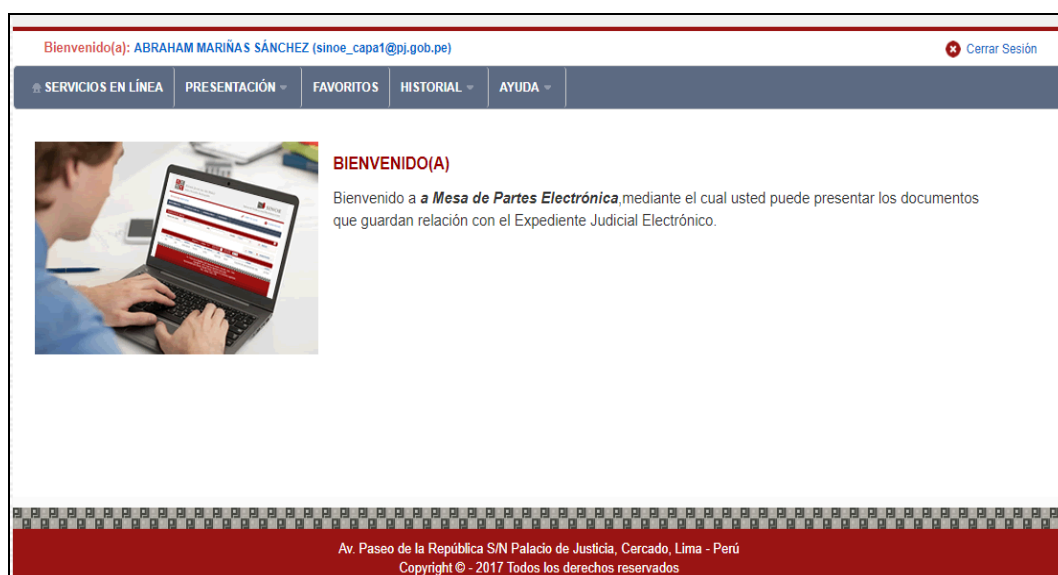 Bienvenido(a): ABRAHAM MARIÑAS SÁNCHEZ (sinoe_capa1@pj.gob.pe)
Cerrar Sesión
SERVICIOS EN LÍNEA PRESENTACIÓN FAVORITOS HISTORIAL AYUDA
BIENVENIDO(A)
Bienvenido a a Mesa de Partes Electrónica,mediante el cual usted puede presentar los documentos
que guardan relación con el Expediente Judicial Electrónico.
Av. Paseo de la República S/N Palacio de Justicia, Cercado, Lima - Perú
Copyright © - 2017 Todos los derechos reservados